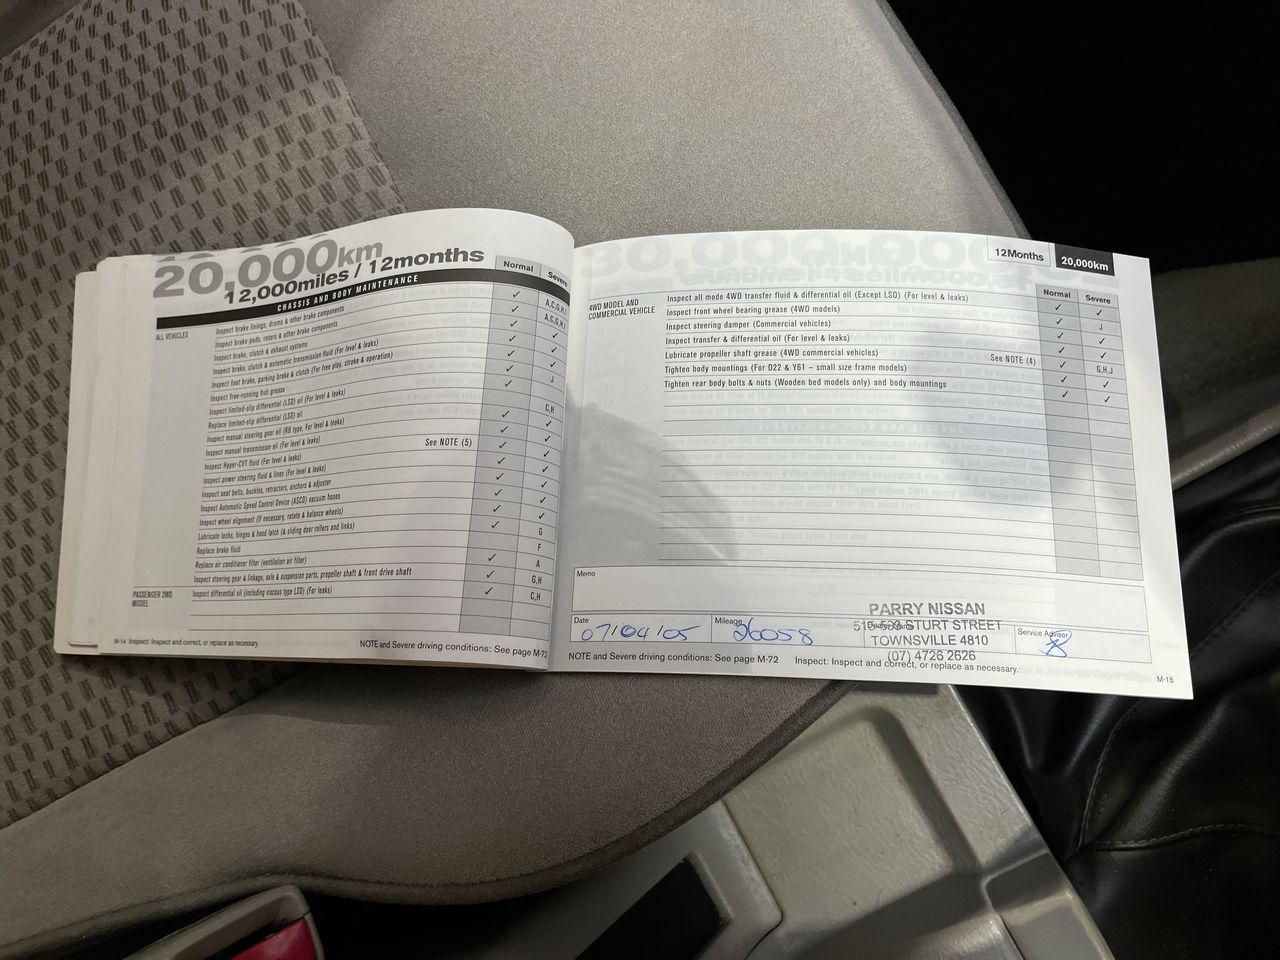 20,000km
12,000miles / 12months
CHASSIS AND BODY MAINTENANCE
Normal
Severe
ALL VEHICLES
Inspect brake linings, drums & other brake components ✓ A,C,G,H,I
Inspect brake pads, rotors & other brake components ✓ A,C,G,H,I
Inspect brake, clutch & exhaust systems ✓ ✓
Inspect brake, clutch & automatic transmission fluid (For level & leaks) ✓ ✓
Inspect foot brake, parking brake & clutch (For free play, stroke & operation) ✓ ✓
Inspect free-running hub grease
Inspect limited-slip differential (LSD) oil (For level & leaks)
Replace limited-slip differential (LSD) oil
Inspect manual steering gear oil (RB type, For level & leaks)
Inspect manual transmission oil (For level & leaks)
Inspect Hyper-CVT fluid (For level & leaks) See NOTE (5)
Inspect power steering fluid & lines (For level & leaks)
Inspect seat belts, buckles, retractors, anchors & adjuster
Inspect Automatic Speed Control Device (ASCD) vacuum hoses
Inspect wheel alignment (If necessary, rotate & balance wheels)
Lubricate locks, hinges & hood latch (& sliding door rollers and links)
Replace brake fluid
Replace air conditioner filter (ventilation air filter)
Inspect steering gear & linkage, axle & suspension parts, propeller shaft & front drive shaft ✓ G,H
PASSENGER 2WD
MODEL
Inspect differential oil (including viscous type LSD) (For leaks) ✓ C,H
M-14 Inspect: Inspect and correct, or replace as necessary.
NOTE and Severe driving conditions: See page M-72
12Months
20,000km
Normal
Severe
4WD MODEL AND
COMMERCIAL VEHICLE
Inspect all mode 4WD transfer fluid & differential oil (Except LSD) (For level & leaks) ✓ ✓
Inspect front wheel bearing grease (4WD models) ✓ J
Inspect steering damper (Commercial vehicles) ✓ ✓
Inspect transfer & differential oil (For level & leaks) ✓ ✓
Lubricate propeller shaft grease (4WD commercial vehicles) See NOTE (4) ✓ G,H,J
Tighten body mountings (For D22 & Y61 – small size frame models) ✓ ✓
Tighten rear body bolts & nuts (Wooden bed models only) and body mountings ✓ ✓
Memo
Date
07/04/05
Mileage
26058
PARRY NISSAN
STURT STREET
TOWNSVILLE 4810
(07) 4726 2626
Service Advisor
NOTE and Severe driving conditions: See page M-72
Inspect: Inspect and correct, or replace as necessary.
M-15